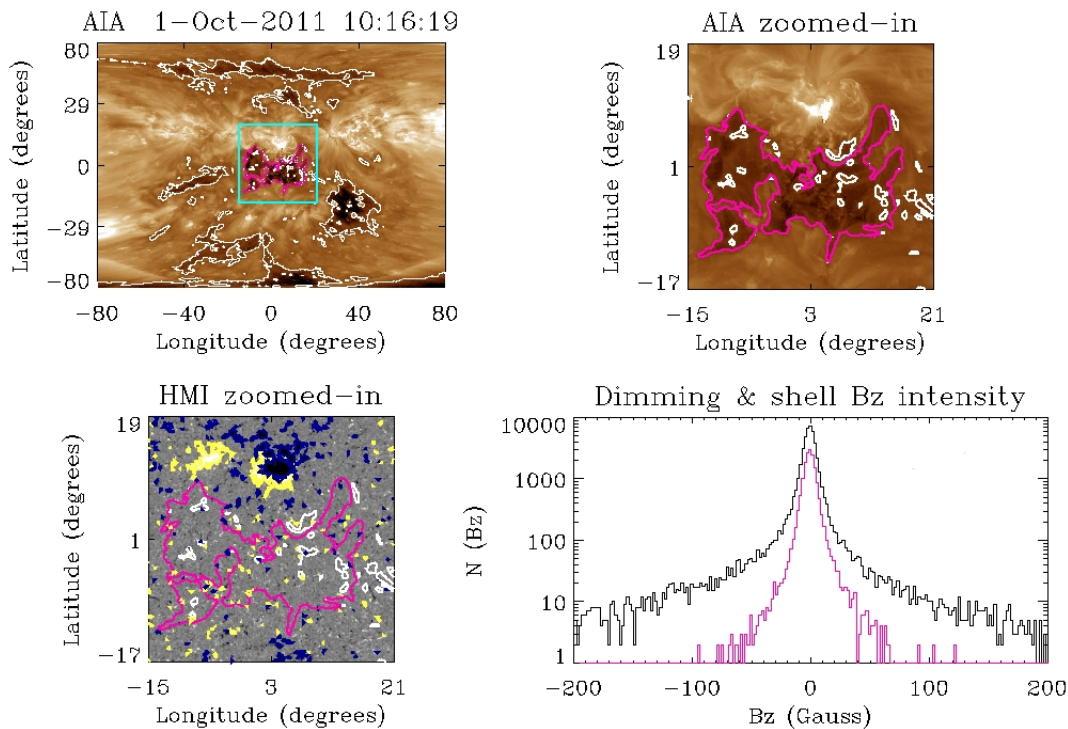 AIA 1-Oct-2011 10:16:19
80
29
0
-29
-80
Latitude (degrees)
-80 -40 0 40 80
Longitude (degrees)
AIA zoomed-in
19
1
-17
Latitude (degrees)
-15 3 21
Longitude (degrees)
HMI zoomed-in
19
1
-17
Latitude (degrees)
-15 3 21
Longitude (degrees)
Dimming & shell Bz intensity
10000
1000
100
10
1
N (Bz)
-200 -100 0 100 200
Bz (Gauss)